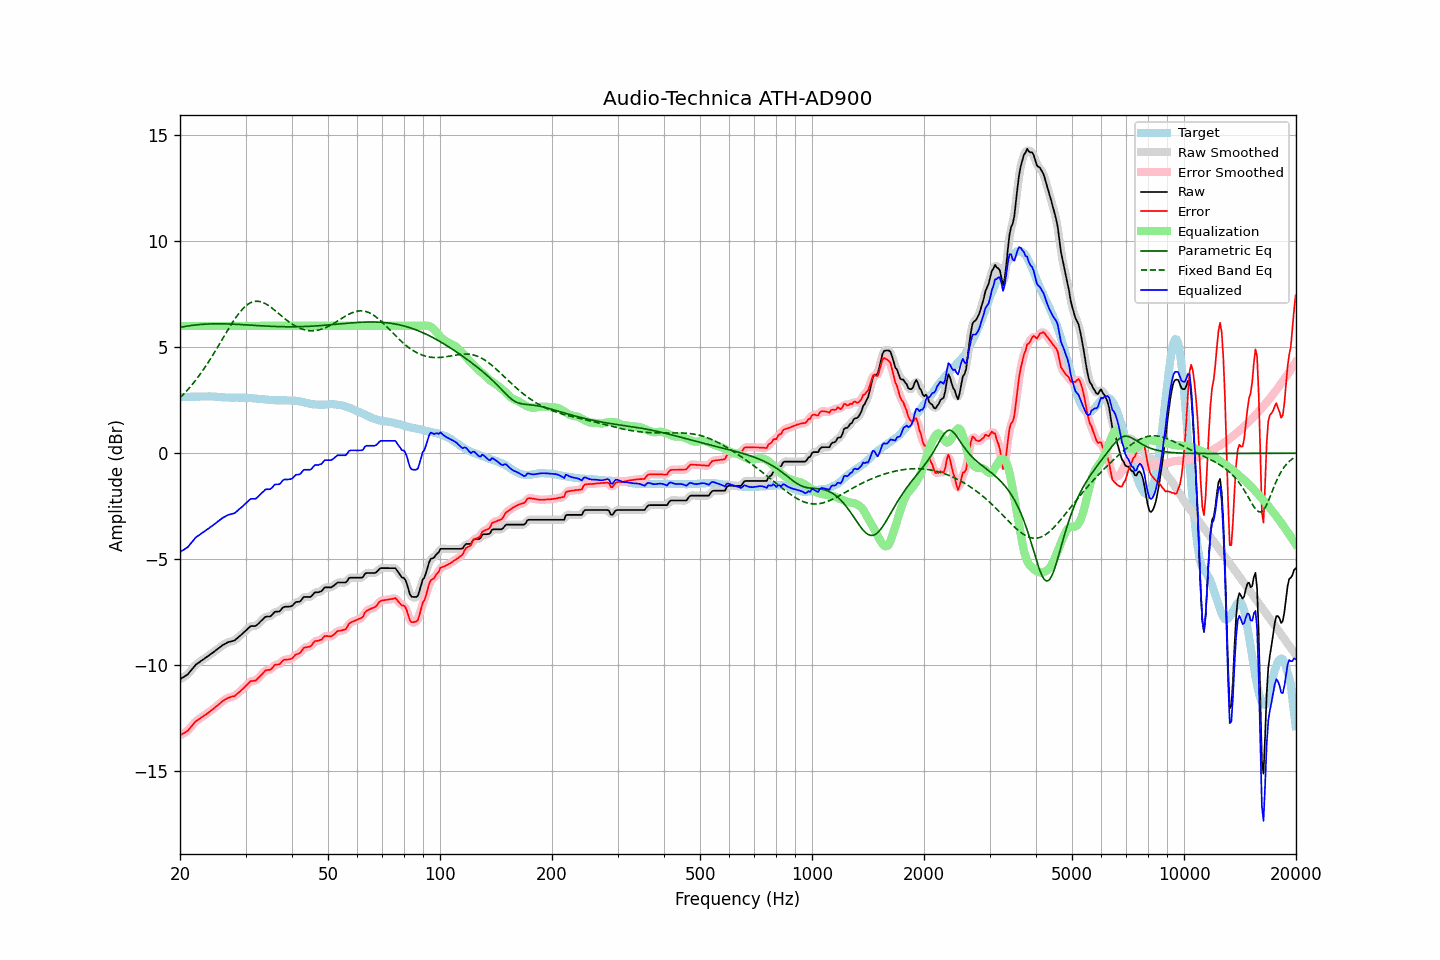 Audio-Technica ATH-AD900
Target
Raw Smoothed
Error Smoothed
Raw
Error
Equalization
Parametric Eq
Fixed Band Eq
Equalized
15
10
5
0
−5
−10
−15
Amplitude (dBr)
20
50
100
200
500
1000
2000
5000
10000
20000
Frequency (Hz)